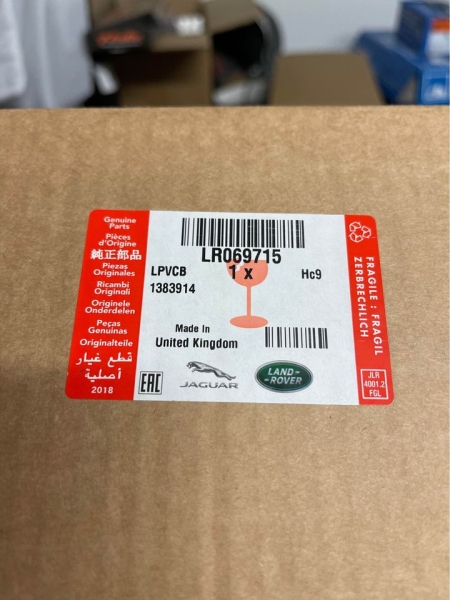 Genuine
Parts
Pièces
d'Origine
純正部品
Piezas
Originales
Ricambi
Originali
Originele
Onderdelen
Peças
Genuinas
Originalteile
قطع غيار
أصلية
2018
LR069715
LPVCB
1 x
Hc9
1383914
Made In
United Kingdom
EAC
JAGUAR
LAND-
-ROVER
FRAGILE : FRAGIL
ZERBRECHLICH
JLR
4001.2
FGL